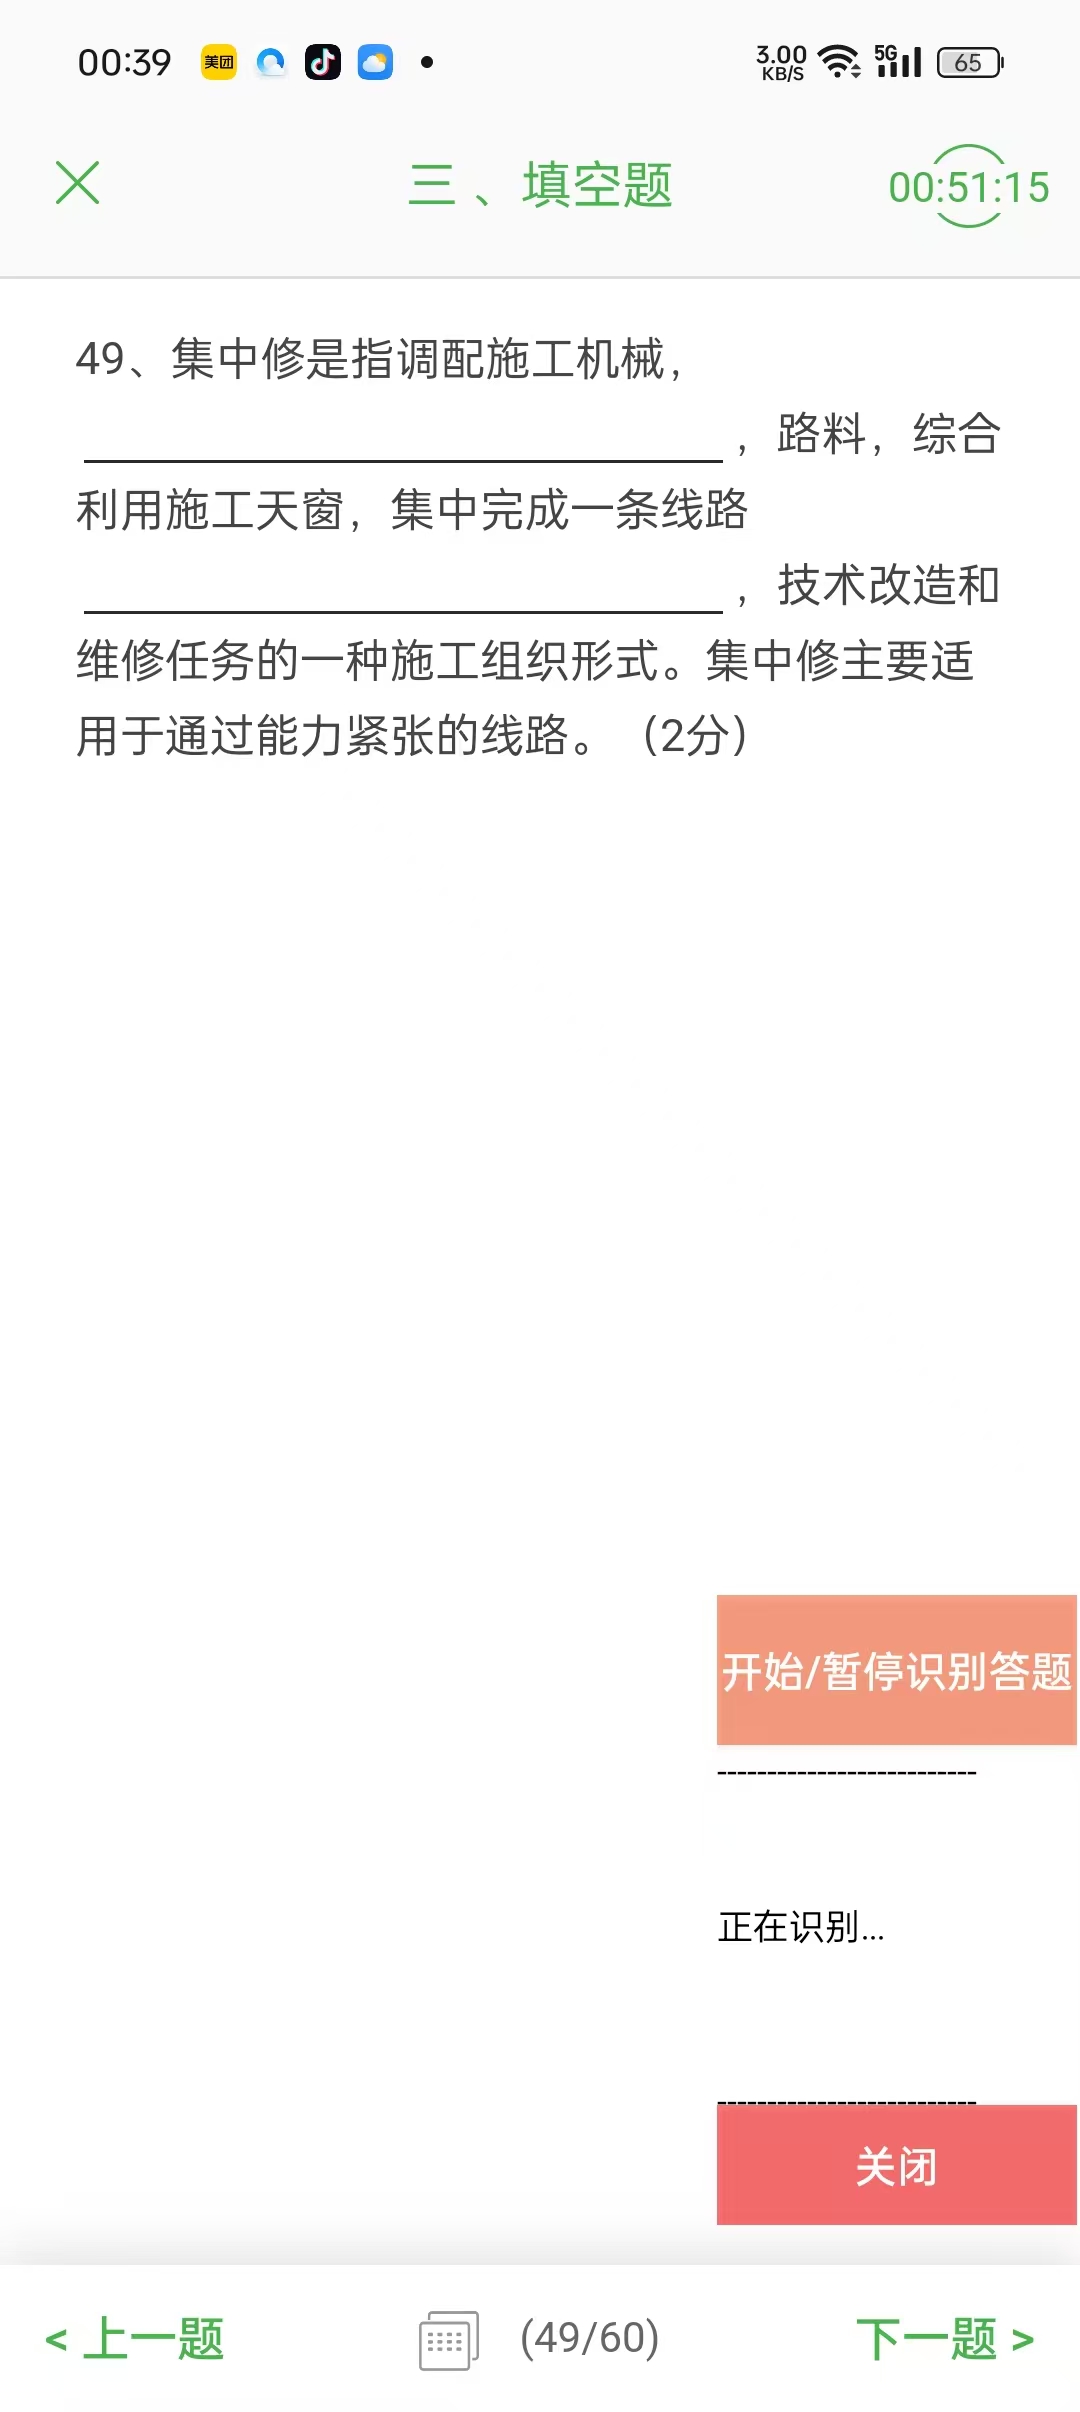 00:39 美团 3.00 KB/S 5G 65
三、填空题 00:51:15
49、集中修是指调配施工机械，
，路料，综合
利用施工天窗，集中完成一条线路
，技术改造和
维修任务的一种施工组织形式。集中修主要适
用于通过能力紧张的线路。（2分）
开始/暂停识别答题
--------------------------
正在识别...
--------------------------
关闭
< 上一题 (49/60) 下一题 >